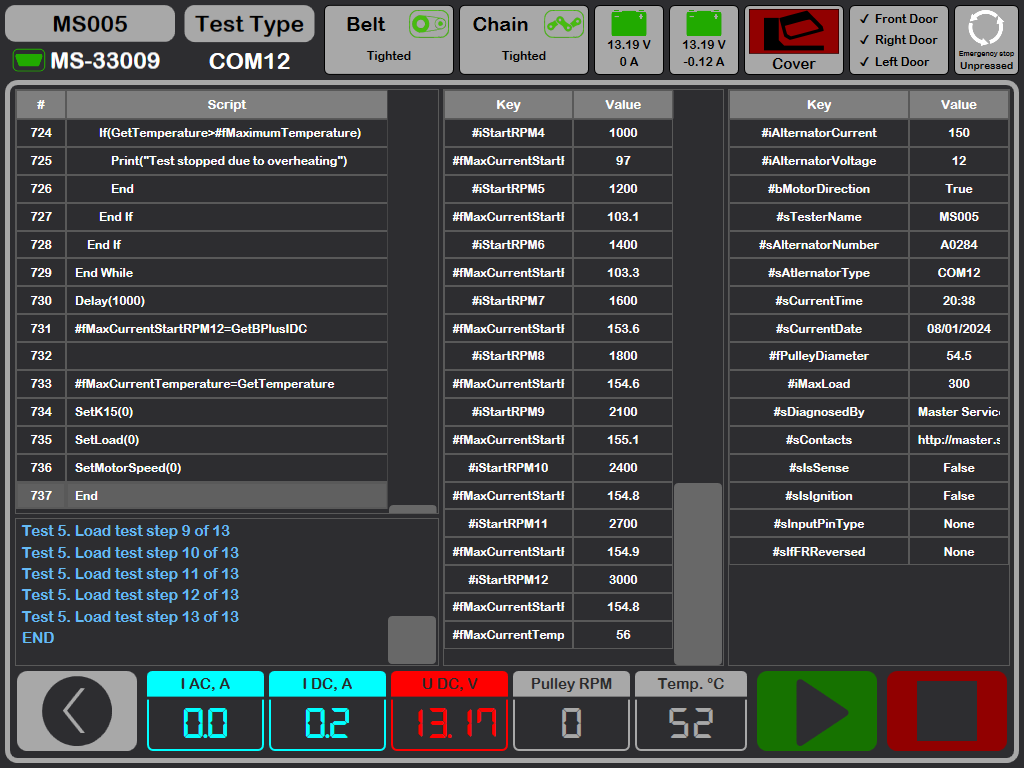 MS005
Test Type
MS-33009
COM12
Belt
Tighted
Chain
Tighted
13.19 V
0 A
13.19 V
-0.12 A
Cover
✓ Front Door
✓ Right Door
✓ Left Door
Emergency stop
Unpressed
# Script
724 If(GetTemperature>#fMaximumTemperature)
725 Print("Test stopped due to overheating")
726 End
727 End If
728 End If
729 End While
730 Delay(1000)
731 #fMaxCurrentStartRPM12=GetBPlusIDC
732
733 #fMaxCurrentTemperature=GetTemperature
734 SetK15(0)
735 SetLoad(0)
736 SetMotorSpeed(0)
737 End
Test 5. Load test step 9 of 13
Test 5. Load test step 10 of 13
Test 5. Load test step 11 of 13
Test 5. Load test step 12 of 13
Test 5. Load test step 13 of 13
END
Key Value
#iStartRPM4 1000
#fMaxCurrentStartF 97
#iStartRPM5 1200
#fMaxCurrentStartF 103.1
#iStartRPM6 1400
#fMaxCurrentStartF 103.3
#iStartRPM7 1600
#fMaxCurrentStartF 153.6
#iStartRPM8 1800
#fMaxCurrentStartF 154.6
#iStartRPM9 2100
#fMaxCurrentStartF 155.1
#iStartRPM10 2400
#fMaxCurrentStartF 154.8
#iStartRPM11 2700
#fMaxCurrentStartF 154.9
#iStartRPM12 3000
#fMaxCurrentStartF 154.8
#fMaxCurrentTemp 56
Key Value
#iAlternatorCurrent 150
#iAlternatorVoltage 12
#bMotorDirection True
#sTesterName MS005
#sAlternatorNumber A0284
#sAtlernatorType COM12
#sCurrentTime 20:38
#sCurrentDate 08/01/2024
#fPulleyDiameter 54.5
#iMaxLoad 300
#sDiagnosedBy Master Servic
#sContacts http://master.s
#sIsSense False
#sIsIgnition False
#sInputPinType None
#sIfFRReversed None
I AC, A
0.0
I DC, A
0.2
U DC, V
13.17
Pulley RPM
0
Temp. °C
52